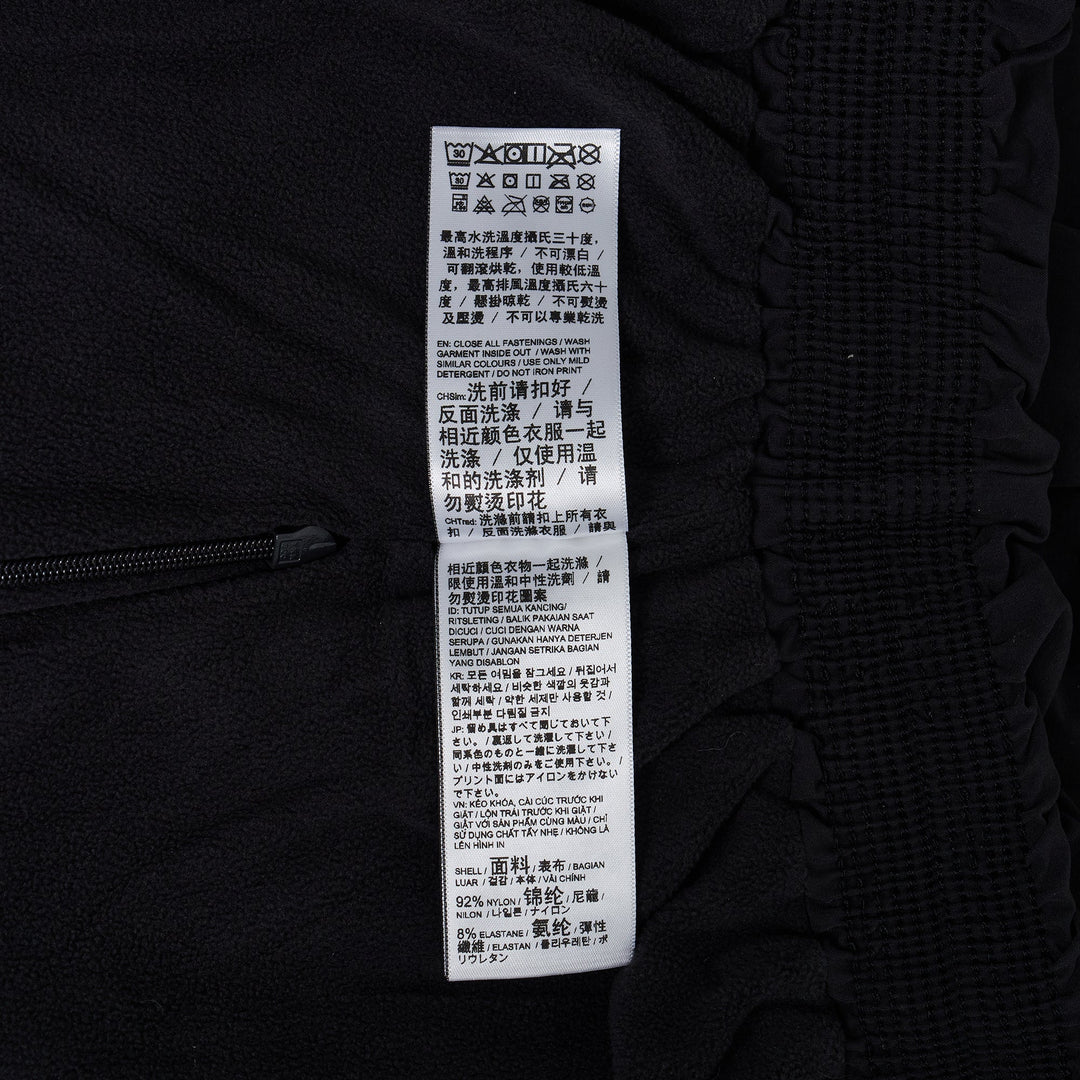 30
30
最高水洗溫度攝氏三十度，
溫和洗程序 / 不可漂白 /
可翻滾烘乾，使用較低溫
度，最高排風溫度攝氏六十
度 / 懸掛晾乾 / 不可熨燙
及壓燙 / 不可以專業乾洗
EN: CLOSE ALL FASTENINGS / WASH
GARMENT INSIDE OUT / WASH WITH
SIMILAR COLOURS / USE ONLY MILD
DETERGENT / DO NOT IRON PRINT
CHSim: 洗前请扣好 /
反面洗涤 / 请与
相近颜色衣服一起
洗涤 / 仅使用温
和的洗涤剂 / 请
勿熨烫印花
CHTrad: 洗滌前請扣上所有衣
扣 / 反面洗滌衣服 / 請與
相近顏色衣物一起洗滌 /
限使用溫和中性洗劑 / 請
勿熨燙印花圖案
ID: TUTUP SEMUA KANCING/
RITSLETING / BALIK PAKAIAN SAAT
DICUCI / CUCI DENGAN WARNA
SERUPA / GUNAKAN HANYA DETERJEN
LEMBUT / JANGAN SETRIKA BAGIAN
YANG DISABLON
KR: 모든 여밈을 잠그세요 / 뒤집어서
세탁하세요 / 비슷한 색깔의 옷감과
함께 세탁 / 약한 세제만 사용할 것 /
인쇄부분 다림질 금지
JP: 留め具はすべて閉じておいて下
さい。/ 裏返して洗濯して下さい /
同系色のものと一緒に洗濯して下さ
い / 中性洗剤のみをご使用下さい。/
プリント面にはアイロンをかけない
で下さい。
VN: KÉO KHÓA, CÀI CÚC TRƯỚC KHI
GIẶT / LỘN TRÁI TRƯỚC KHI GIẶT /
GIẶT VỚI SẢN PHẨM CÙNG MÀU / CHỈ
SỬ DỤNG CHẤT TẨY NHẸ / KHÔNG LÀ
LÊN HÌNH IN
SHELL / 面料 / 表布 / BAGIAN
LUAR / 겉감 / 本体 / VẢI CHÍNH
92% NYLON / 锦纶 / 尼龍 /
NILON / 나일론 / ナイロン
8% ELASTANE / 氨纶 / 彈性
纖維 / ELASTAN / 폴리우레탄 / ポ
リウレタン